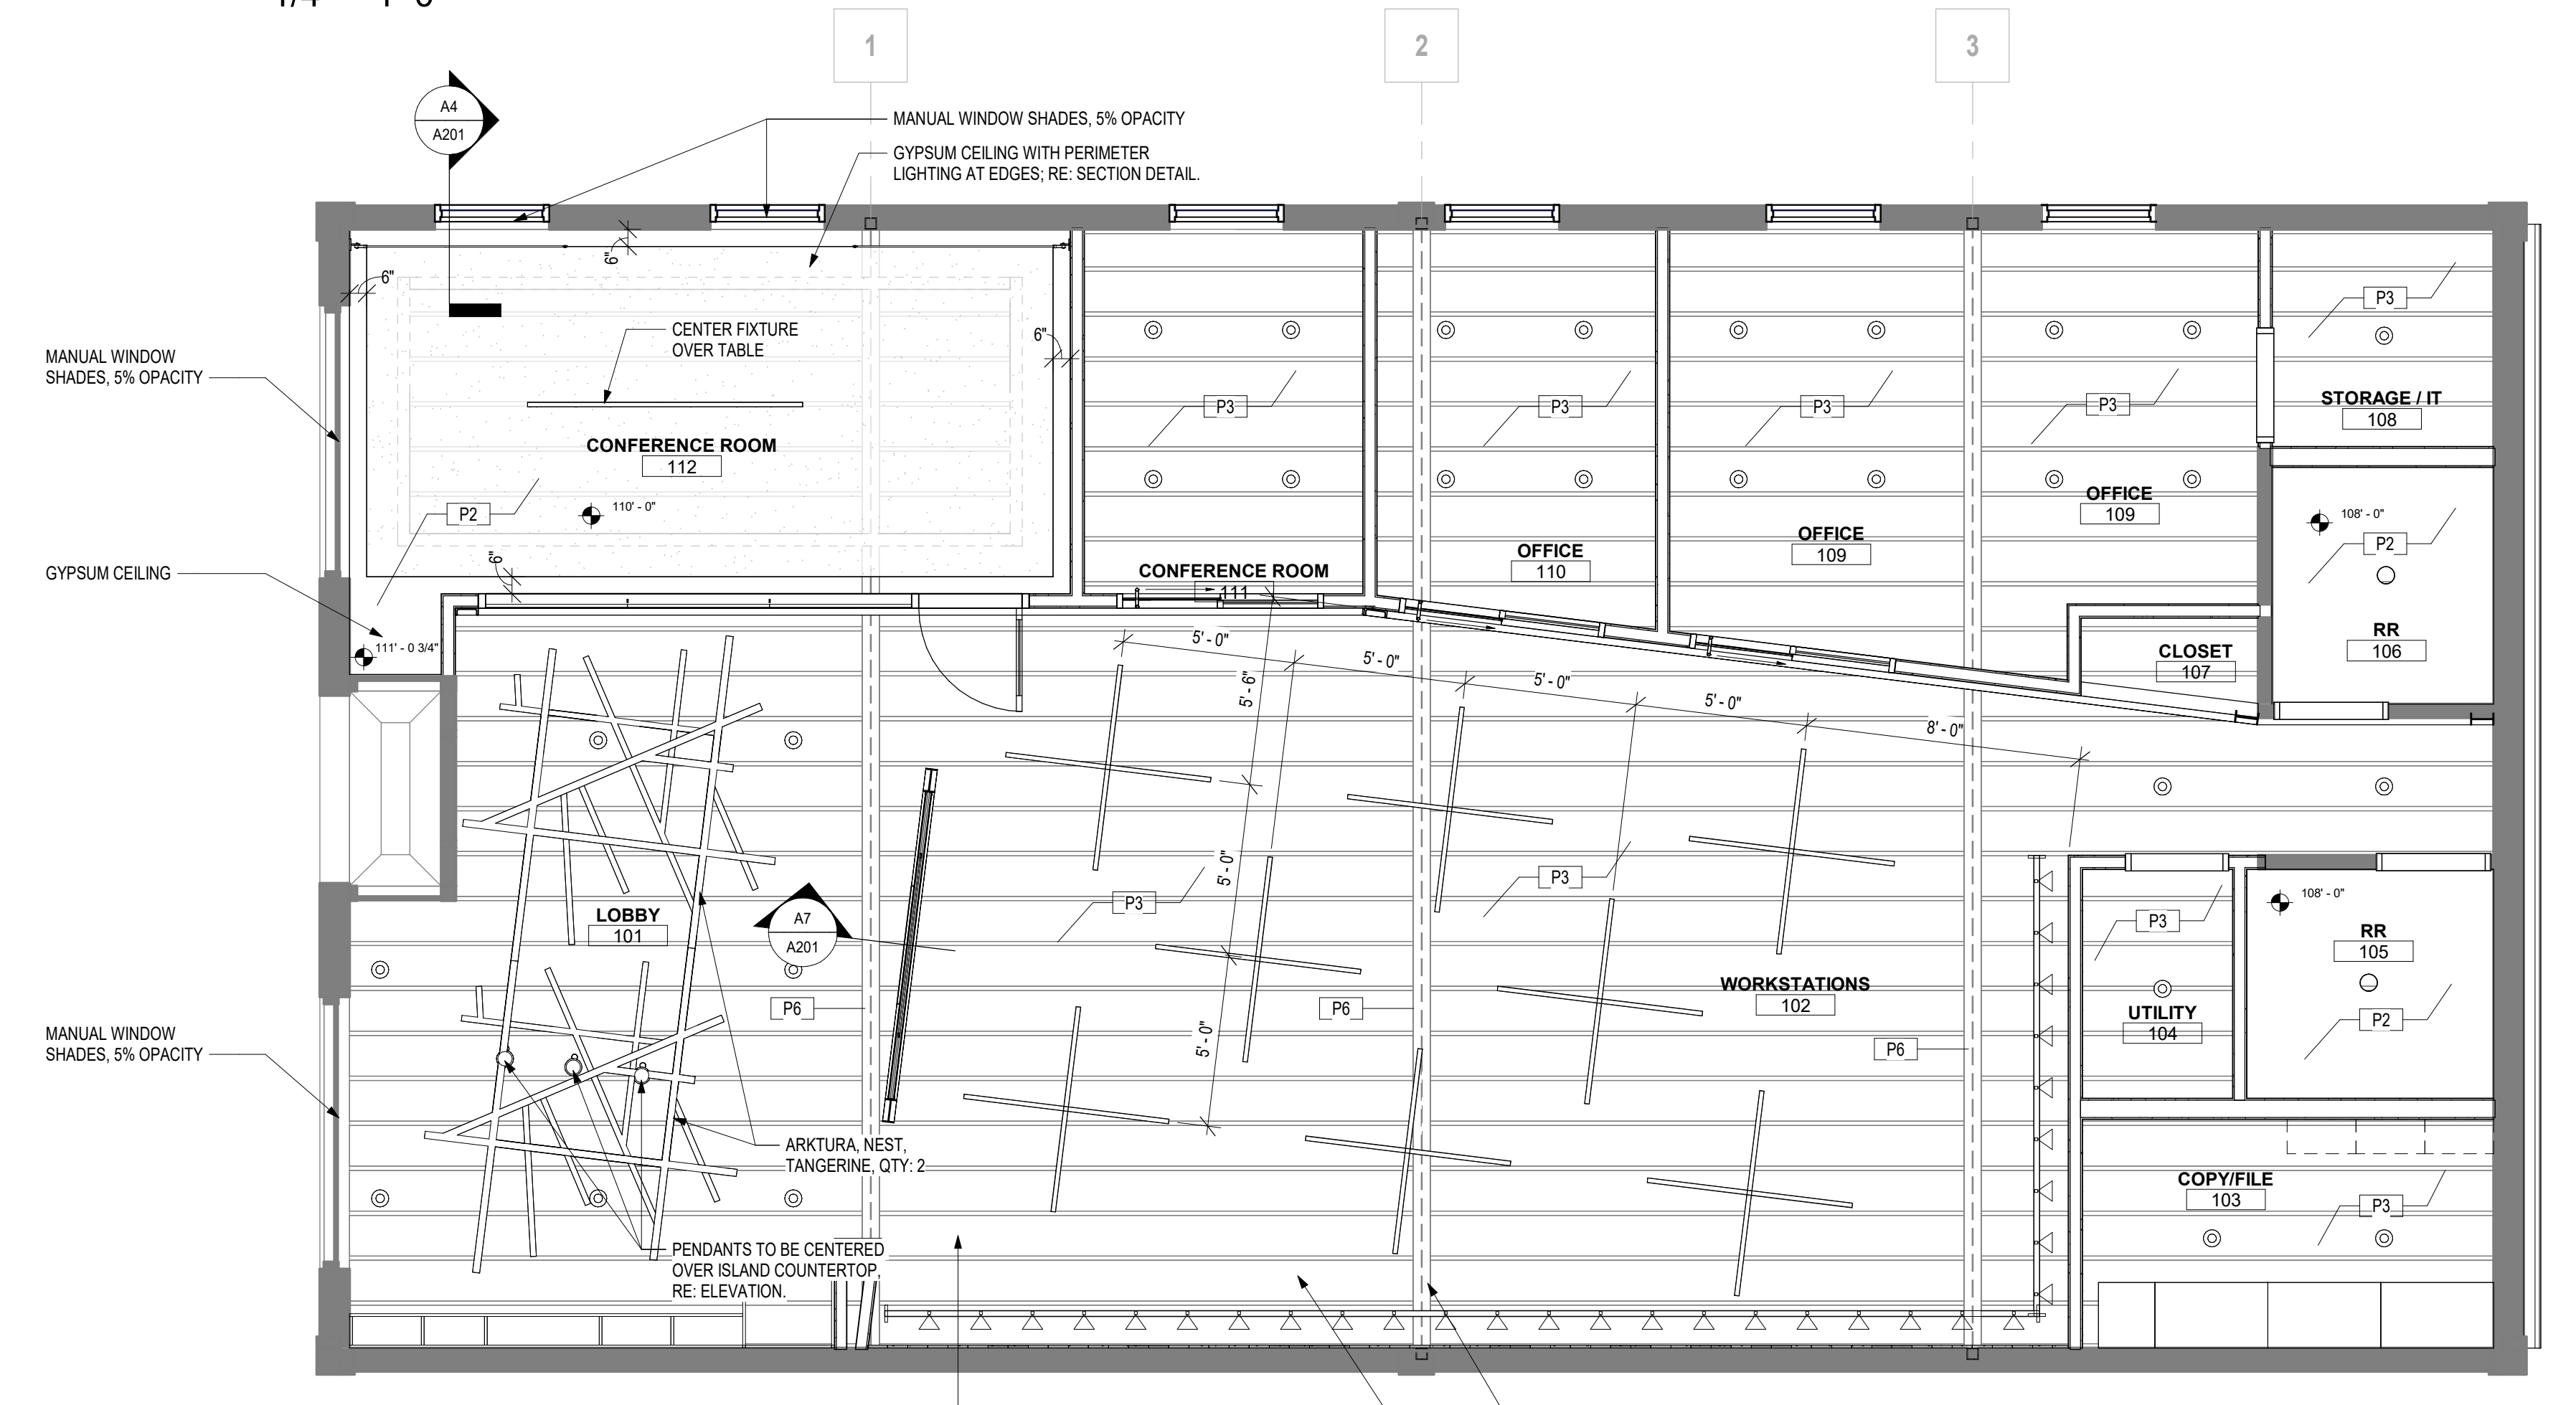 1
2
3
A4
A201
MANUAL WINDOW SHADES, 5% OPACITY
GYPSUM CEILING WITH PERIMETER
LIGHTING AT EDGES; RE: SECTION DETAIL.
6"
6"
6"
6"
CENTER FIXTURE
OVER TABLE
MANUAL WINDOW
SHADES, 5% OPACITY
CONFERENCE ROOM
112
110' - 0"
P2
GYPSUM CEILING
111' - 0 3/4"
P3
CONFERENCE ROOM
111
P3
OFFICE
110
P3
OFFICE
109
P3
OFFICE
109
P3
STORAGE / IT
108
108' - 0"
P2
RR
106
CLOSET
107
5' - 0"
5' - 0"
5' - 0"
5' - 0"
8' - 0"
5' - 6"
5' - 0"
5' - 0"
LOBBY
101
A7
A201
P3
P3
P6
P6
P6
WORKSTATIONS
102
P3
UTILITY
104
108' - 0"
RR
105
P2
MANUAL WINDOW
SHADES, 5% OPACITY
ARKTURA, NEST,
TANGERINE, QTY: 2
PENDANTS TO BE CENTERED
OVER ISLAND COUNTERTOP,
RE: ELEVATION.
COPY/FILE
103
P3